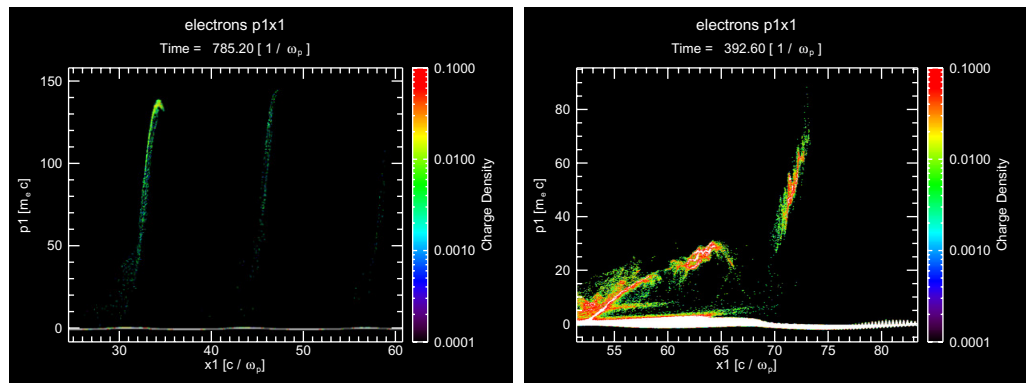 electrons p1x1
Time = 785.20 [ 1 / ω_p ]
150
100
50
0
p1 [m_e c]
30
40
50
60
x1 [c / ω_p]
0.1000
0.0100
0.0010
0.0001
Charge Density
electrons p1x1
Time = 392.60 [ 1 / ω_p ]
80
60
40
20
0
p1 [m_e c]
55
60
65
70
75
80
x1 [c / ω_p]
0.1000
0.0100
0.0010
0.0001
Charge Density